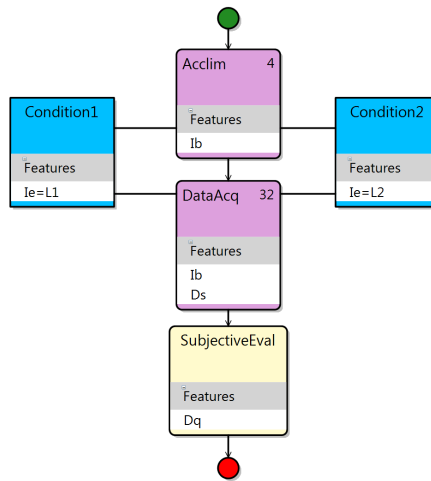 Acclim 4
Features
Ib
Condition1
Features
Ie=L1
Condition2
Features
Ie=L2
DataAcq 32
Features
Ib
Ds
SubjectiveEval
Features
Dq